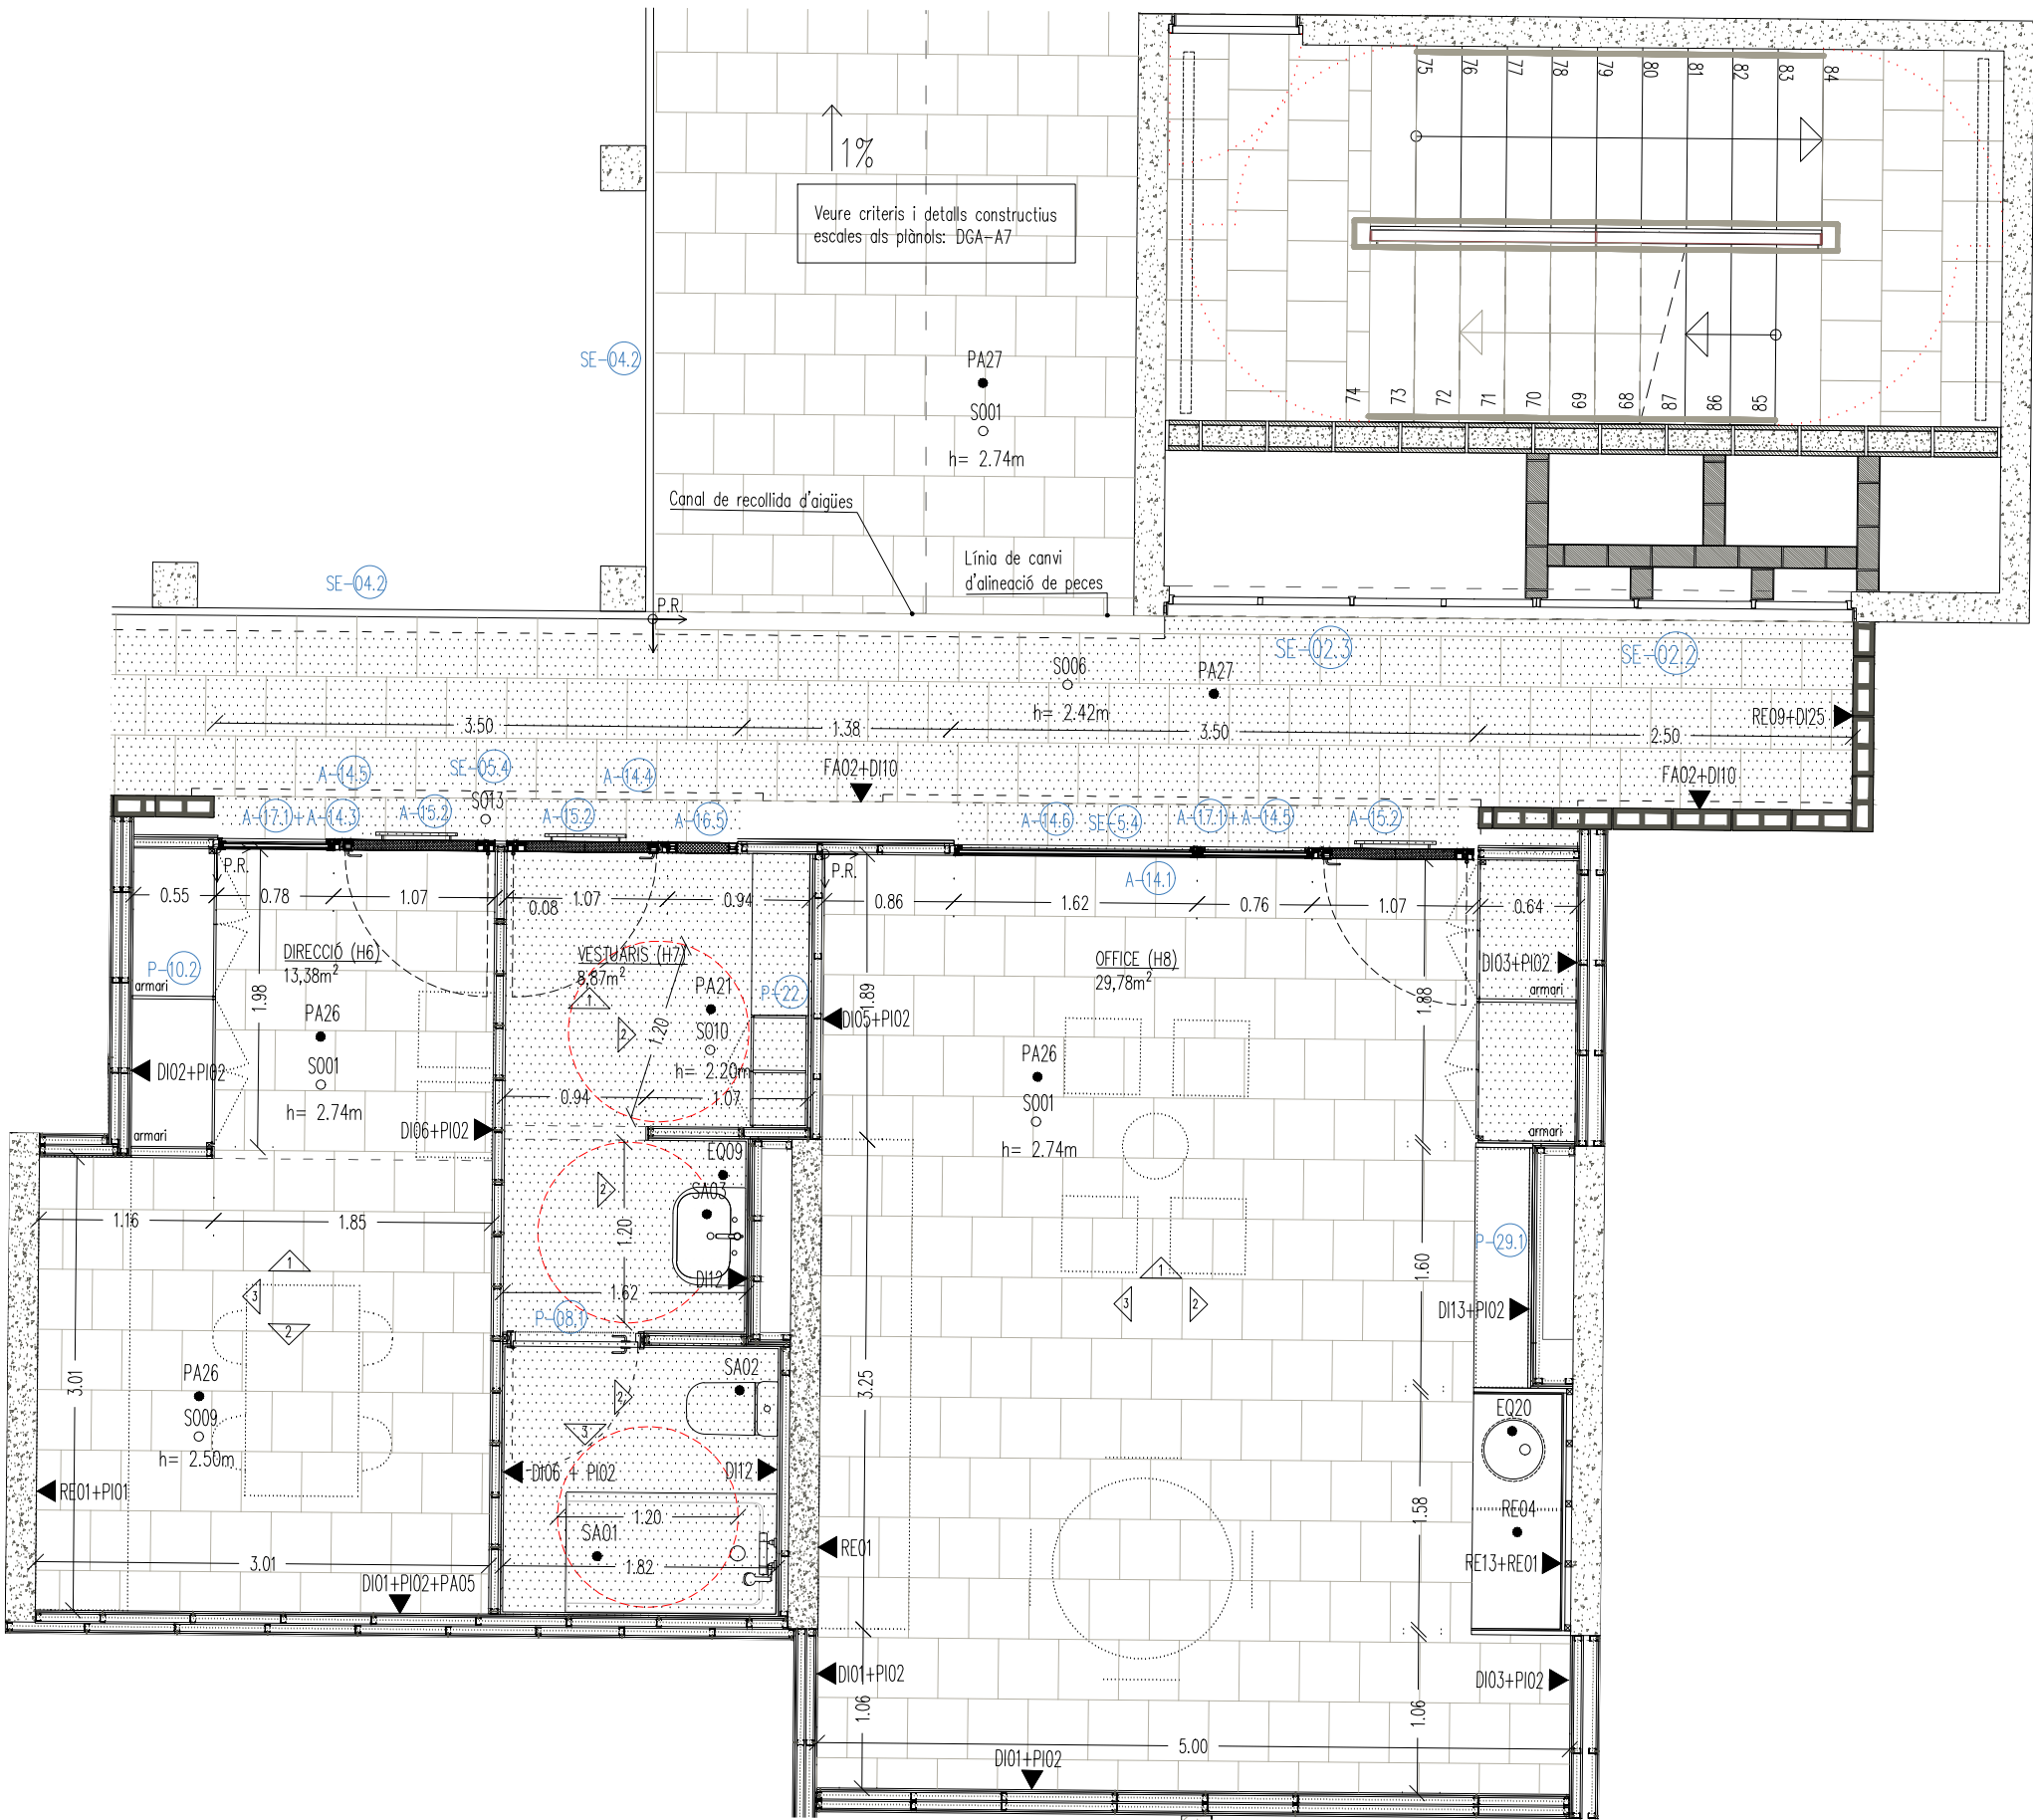 75
76
77
78
79
80
81
82
83
84
1%
Veure criteris i detalls constructius
escales als plànols: DGA-A7
SE-04.2
PA27
S001
h= 2.74m
74
73
72
71
70
69
68
87
86
85
Canal de recollida d'aigües
Línia de canvi
d'alineació de peces
SE-04.2
P.R.
SE-02.3
SE-02.2
S006
PA27
h= 2.42m
3.50
1.38
3.50
2.50
RE09+DI25
A-14.5
SE-05.4
A-14.4
FA02+DI10
FA02+DI10
A-17.1+A-14.3
A-15.2
S013
A-15.2
A-16.5
A-14.6
SE-5.4
A-17.1+A-14.5
A-15.2
P.R.
P.R.
A-14.1
0.55
0.78
1.07
0.08
1.07
0.94
0.86
1.62
0.76
1.07
0.64
DIRECCIÓ (H6)
13,38m²
VESTUARIS (H7)
8,87m²
OFFICE (H8)
29,78m²
P-10.2
armari
1.98
PA26
S001
h= 2.74m
DI02+PI02
armari
DI06+PI02
1
2
1.20
PA21
S010
h= 2.20m
P-22
0.94
1.07
1.89
DI05+PI02
PA26
S001
h= 2.74m
1.88
DI03+PI02
armari
armari
EQ09
SA03
2
1.20
DI12
1.62
P-08.1
1.16
1.85
1
3
2
3.01
PA26
S009
h= 2.50m
RE01+PI01
3.01
DI01+PI02+PA05
SA02
2
3
DI06 + PI02
DI12
1.20
SA01
1.82
3.25
RE01
1
3
2
1.60
P-29.1
DI13+PI02
EQ20
RE04
1.58
RE13+RE01
DI01+PI02
1.06
1.06
DI03+PI02
5.00
DI01+PI02